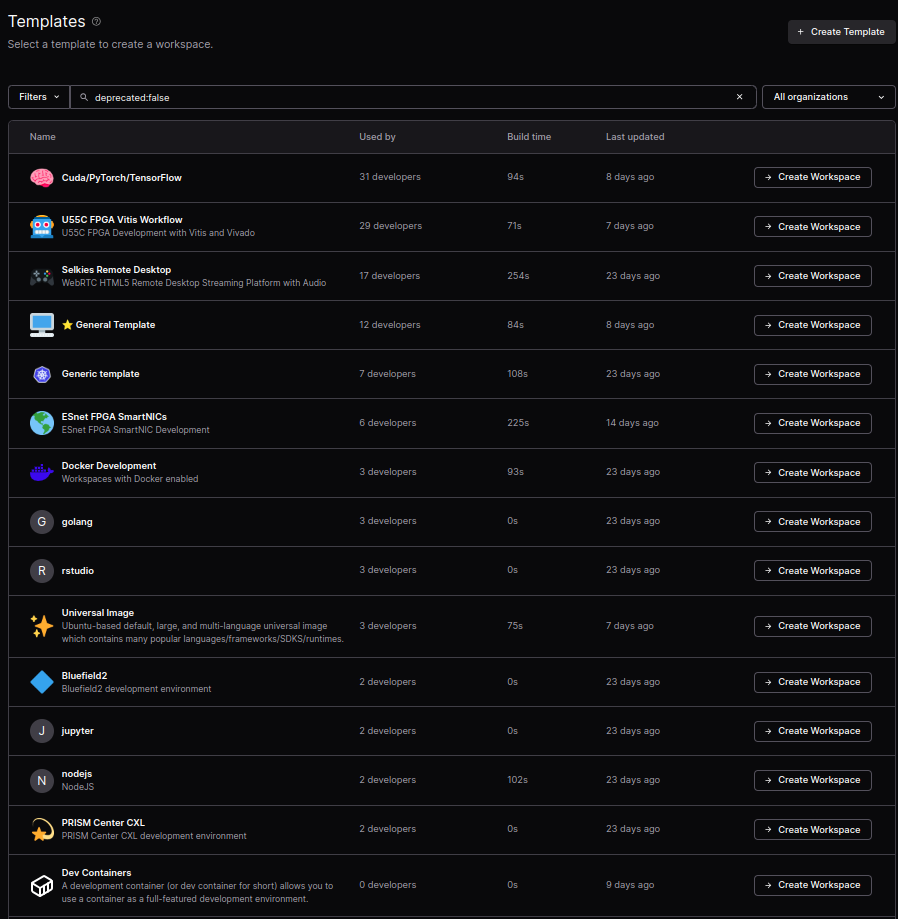 Templates
Select a template to create a workspace.
+ Create Template
Filters
deprecated:false
All organizations
Name Used by Build time Last updated
Cuda/PyTorch/TensorFlow 31 developers 94s 8 days ago → Create Workspace
U55C FPGA Vitis Workflow
U55C FPGA Development with Vitis and Vivado
29 developers 71s 7 days ago → Create Workspace
Selkies Remote Desktop
WebRTC HTML5 Remote Desktop Streaming Platform with Audio
17 developers 254s 23 days ago → Create Workspace
⭐ General Template 12 developers 84s 8 days ago → Create Workspace
Generic template 7 developers 108s 23 days ago → Create Workspace
ESnet FPGA SmartNICs
ESnet FPGA SmartNIC Development
6 developers 225s 14 days ago → Create Workspace
Docker Development
Workspaces with Docker enabled
3 developers 93s 23 days ago → Create Workspace
G golang 3 developers 0s 23 days ago → Create Workspace
R rstudio 3 developers 0s 23 days ago → Create Workspace
Universal Image
Ubuntu-based default, large, and multi-language universal image
which contains many popular languages/frameworks/SDKS/runtimes.
3 developers 75s 7 days ago → Create Workspace
Bluefield2
Bluefield2 development environment
2 developers 0s 23 days ago → Create Workspace
J jupyter 2 developers 0s 23 days ago → Create Workspace
N nodejs
NodeJS
2 developers 102s 23 days ago → Create Workspace
PRISM Center CXL
PRISM Center CXL development environment
2 developers 0s 23 days ago → Create Workspace
Dev Containers
A development container (or dev container for short) allows you to
use a container as a full-featured development environment.
0 developers 0s 9 days ago → Create Workspace